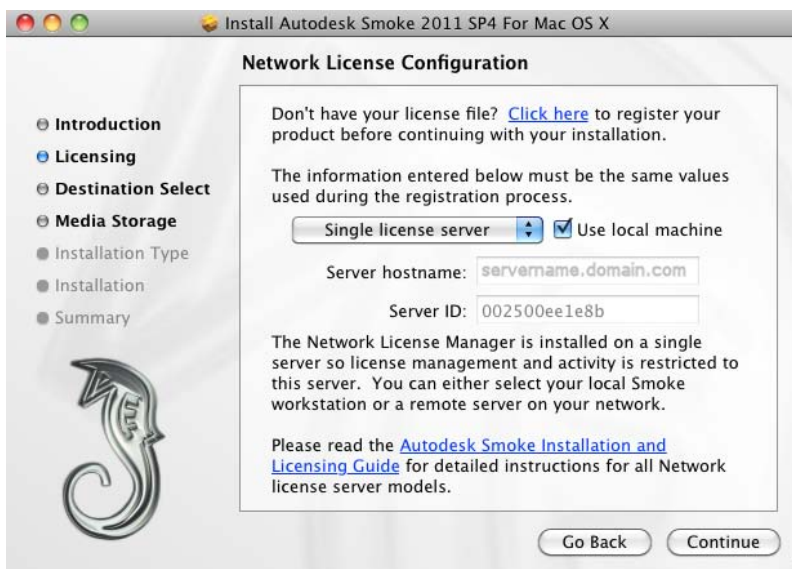 Install Autodesk Smoke 2011 SP4 For Mac OS X
Network License Configuration
Introduction
Licensing
Destination Select
Media Storage
Installation Type
Installation
Summary
Don't have your license file? Click here to register your
product before continuing with your installation.
The information entered below must be the same values
used during the registration process.
Single license server
Use local machine
Server hostname: servername.domain.com
Server ID: 002500ee1e8b
The Network License Manager is installed on a single
server so license management and activity is restricted to
this server. You can either select your local Smoke
workstation or a remote server on your network.
Please read the Autodesk Smoke Installation and
Licensing Guide for detailed instructions for all Network
license server models.
Go Back
Continue